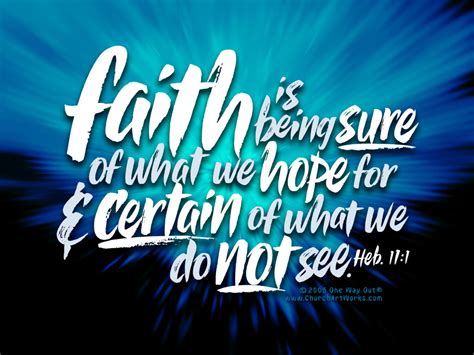 faith is
being sure
of what we hope for
& certain of what we
do not see. Heb. 11:1
© 2005 One Way Out®
www.ChurchArtWorks.com